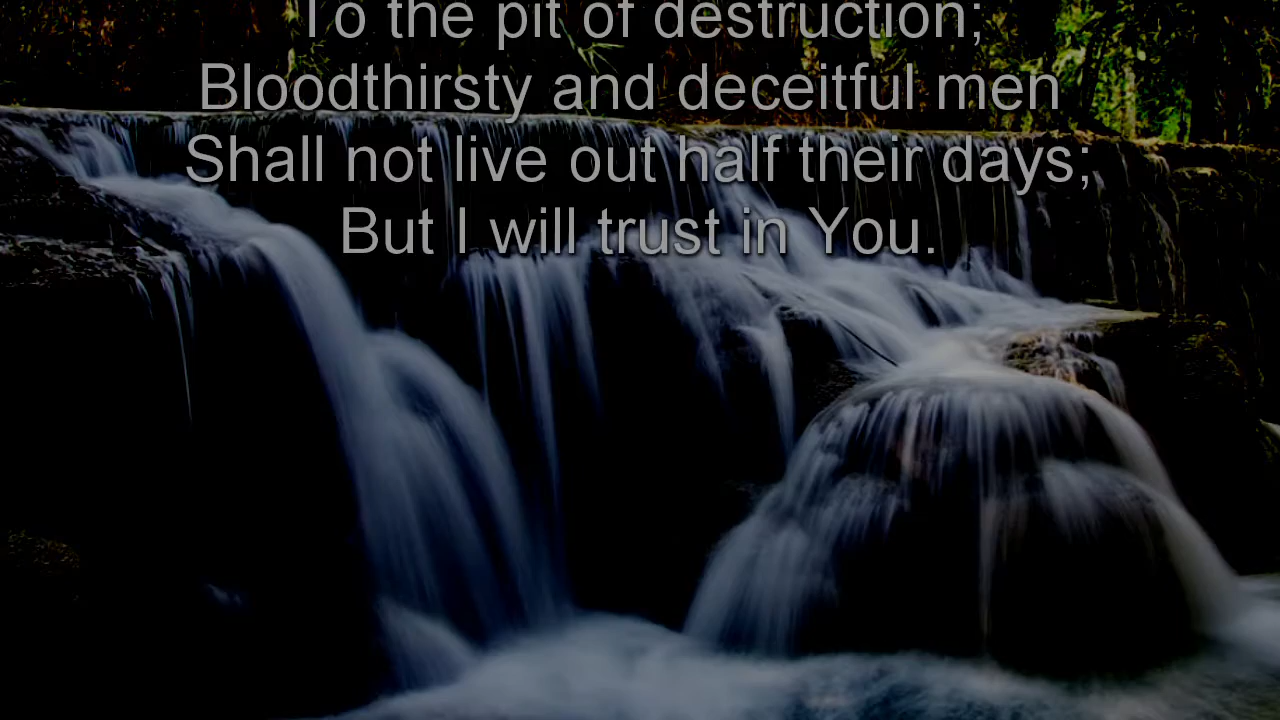 To the pit of destruction;
Bloodthirsty and deceitful men
Shall not live out half their days;
But I will trust in You.